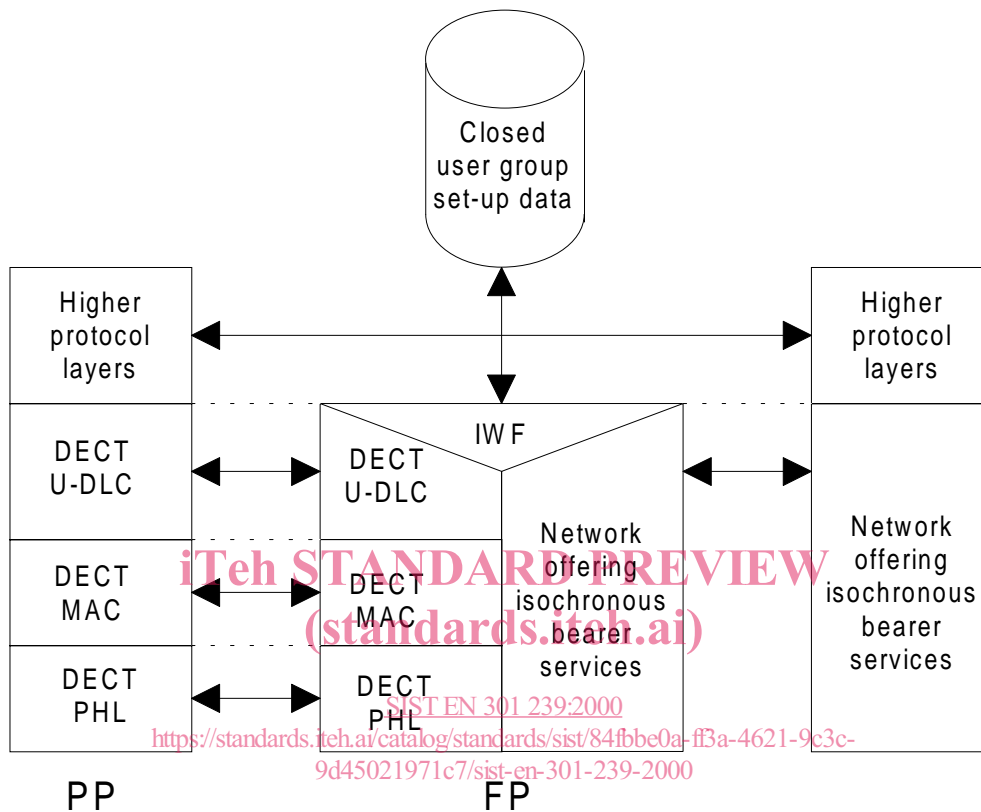 Closed
user group
set-up data
Higher
protocol
layers
Higher
protocol
layers
IWF
DECT
U-DLC
DECT
U-DLC
Network
offering
isochronous
bearer
services
Network
offering
isochronous
bearer
services
DECT
MAC
DECT
MAC
DECT
PHL
DECT
PHL
iTeh STANDARD PREVIEW
(standards.iteh.ai)
SIST EN 301 239:2000
https://standards.iteh.ai/catalog/standards/sist/84fbbe0a-ff3a-4621-9c3c-
9d45021971c7/sist-en-301-239-2000
PP
FP